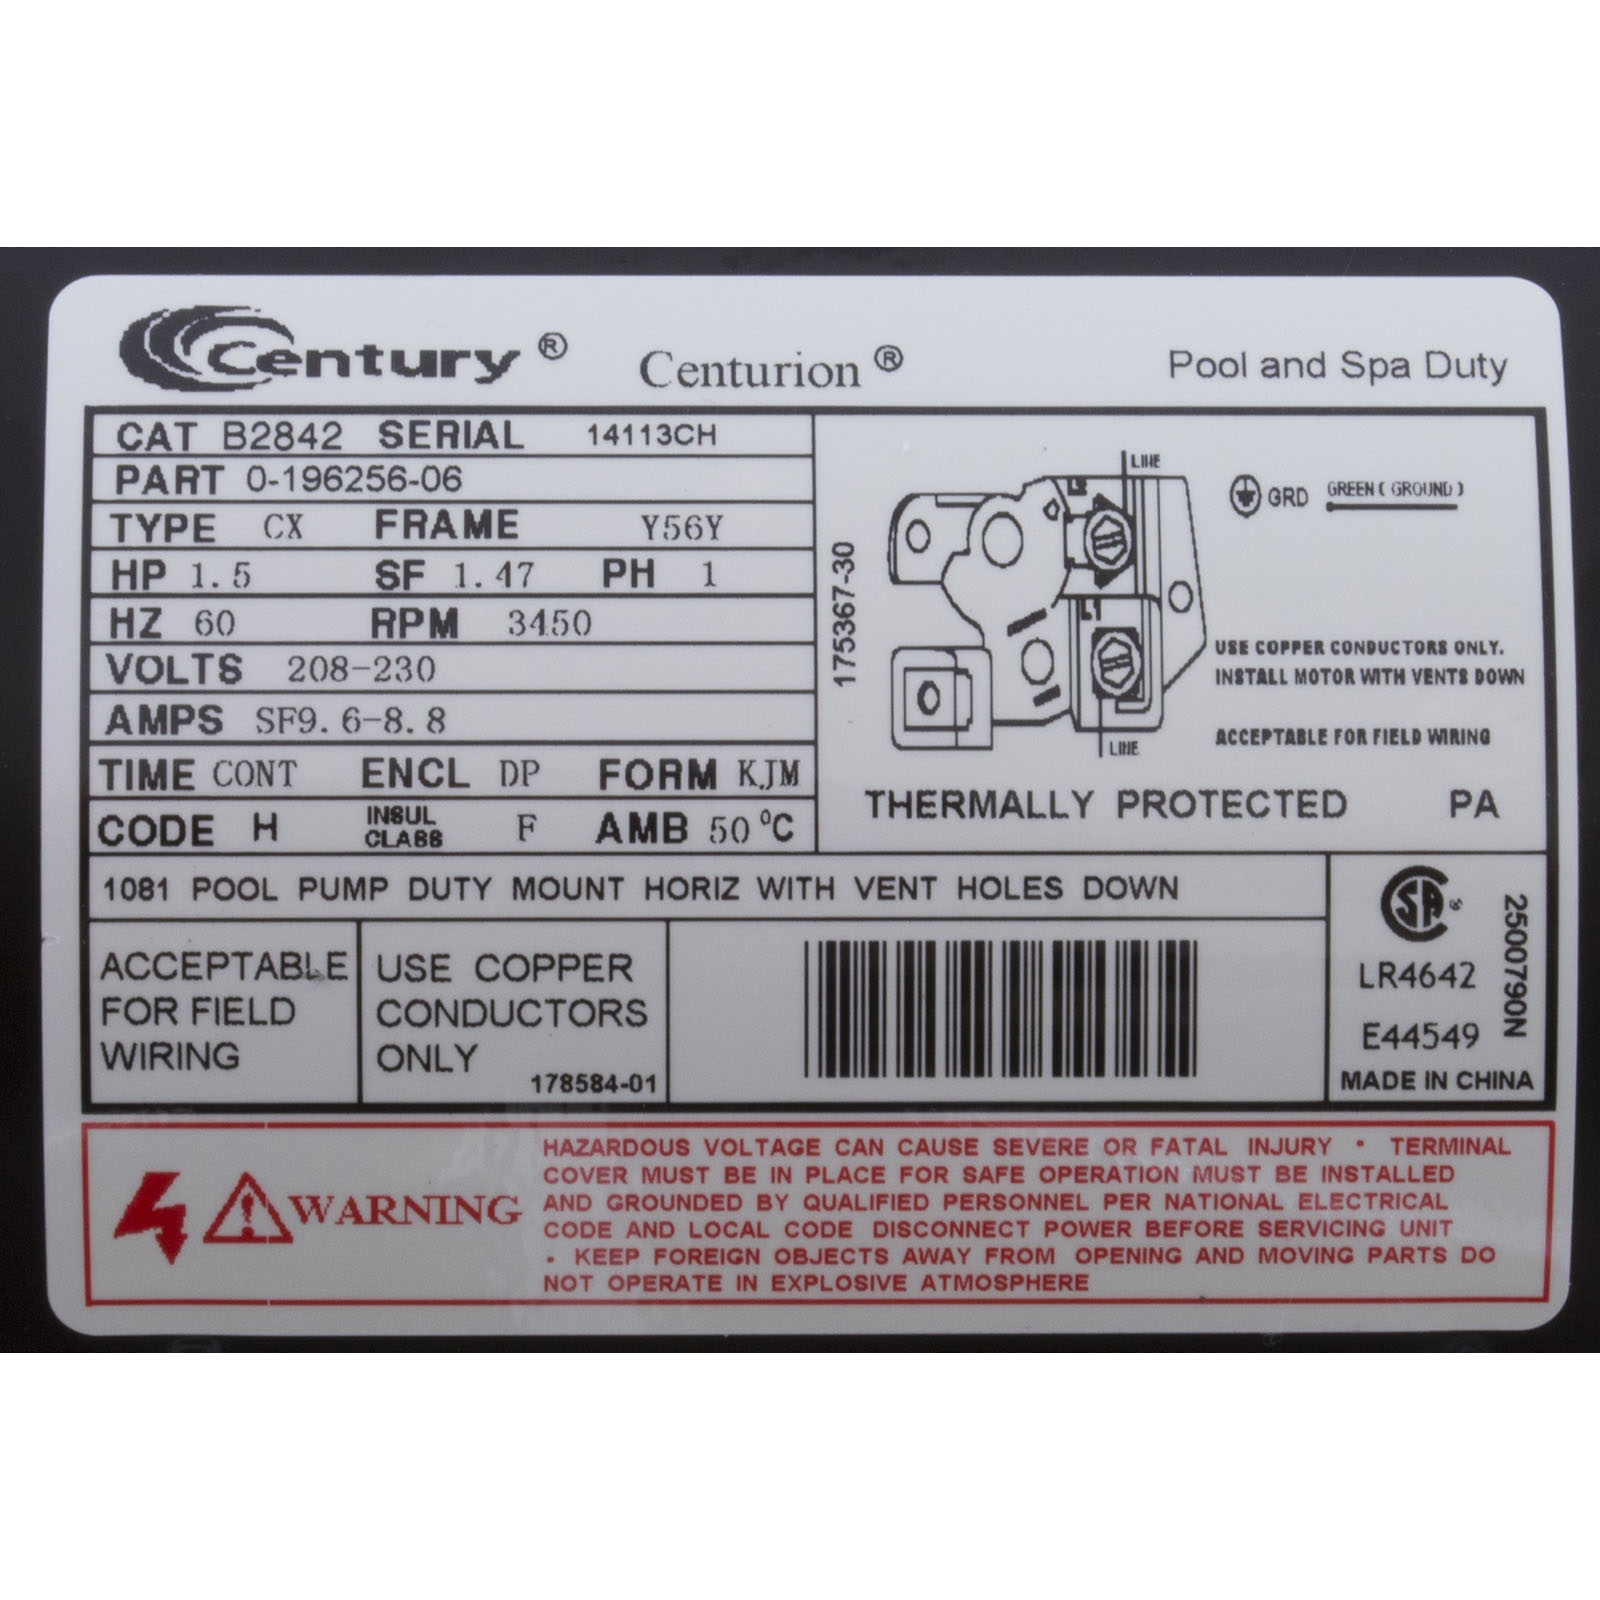 Century ® Centurion ® Pool and Spa Duty
CAT B2842 SERIAL 14113CH
PART 0-196256-06
TYPE CX FRAME Y56Y
HP 1.5 SF 1.47 PH 1
HZ 60 RPM 3450
VOLTS 208-230
AMPS SF9.6-8.8
TIME CONT ENCL DP FORM KJM
CODE H INSUL CLASS F AMB 50 °C
175367-30
LINE
L2
L1
LINE
GRD GREEN ( GROUND )
USE COPPER CONDUCTORS ONLY.
INSTALL MOTOR WITH VENTS DOWN
ACCEPTABLE FOR FIELD WIRING
THERMALLY PROTECTED PA
1081 POOL PUMP DUTY MOUNT HORIZ WITH VENT HOLES DOWN
ACCEPTABLE
FOR FIELD
WIRING
USE COPPER
CONDUCTORS
ONLY
178584-01
SA ®
LR4642
E44549
MADE IN CHINA
2500790N
WARNING
HAZARDOUS VOLTAGE CAN CAUSE SEVERE OR FATAL INJURY • TERMINAL
COVER MUST BE IN PLACE FOR SAFE OPERATION MUST BE INSTALLED
AND GROUNDED BY QUALIFIED PERSONNEL PER NATIONAL ELECTRICAL
CODE AND LOCAL CODE DISCONNECT POWER BEFORE SERVICING UNIT
• KEEP FOREIGN OBJECTS AWAY FROM OPENING AND MOVING PARTS DO
NOT OPERATE IN EXPLOSIVE ATMOSPHERE